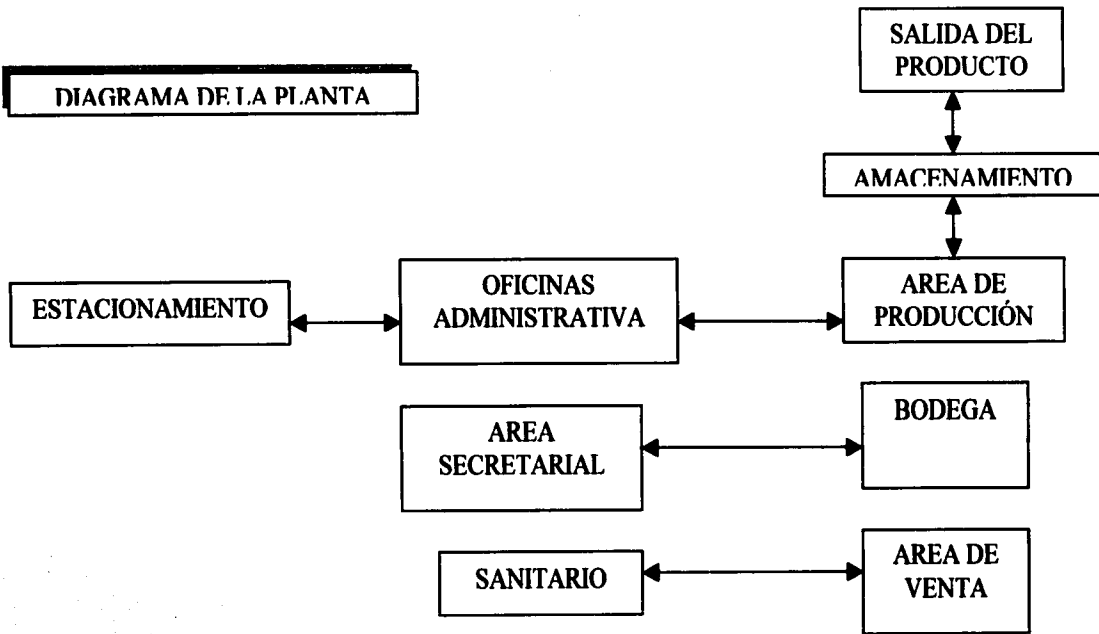 SALIDA DEL
PRODUCTO
DIAGRAMA DE LA PLANTA
AMACENAMIENTO
ESTACIONAMIENTO
OFICINAS
ADMINISTRATIVA
AREA DE
PRODUCCIÓN
AREA
SECRETARIAL
BODEGA
SANITARIO
AREA DE
VENTA